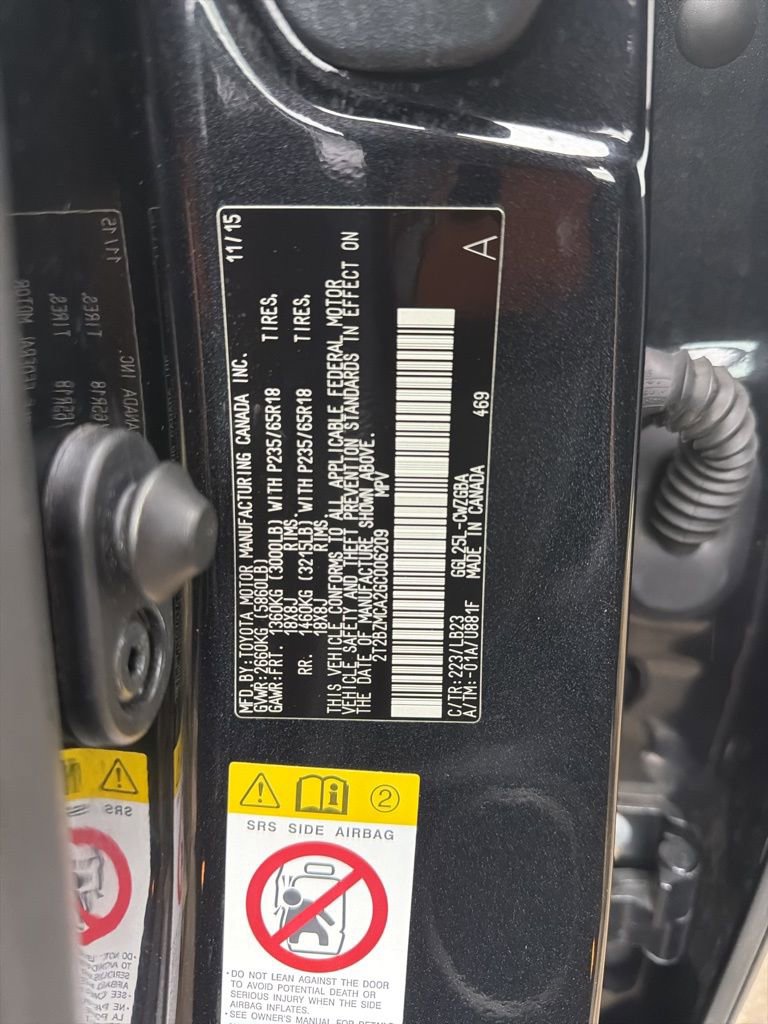 MFD.BY:TOYOTA MOTOR MANUFACTURING CANADA INC. 11/15
GVWR:2660KG(5860LB)
GAWR:FRT. 1360KG(3000LB)WITH P235/65R18 TIRES.
18X8J RIMS.
RR. 1460KG(3215LB)WITH P235/65R18 TIRES.
18X8J RIMS.
THIS VEHICLE CONFORMS TO ALL APPLICABLE FEDERAL MOTOR
VEHICLE SAFETY AND THEFT PREVENTION STANDARDS IN EFFECT ON
THE DATE OF MANUFACTURE SHOWN ABOVE.
2T2BZMCA2GC006209 MPV
C/TR:223/LB23 GGL25L-CWZGBA 469
A/TM:-01A/U881F MADE IN CANADA
A
2
SRS SIDE AIRBAG
· DO NOT LEAN AGAINST THE DOOR
TO AVOID POTENTIAL DEATH OR
SERIOUS INJURY WHEN THE SIDE
AIRBAG INFLATES.
· SEE OWNER'S MANUAL FOR